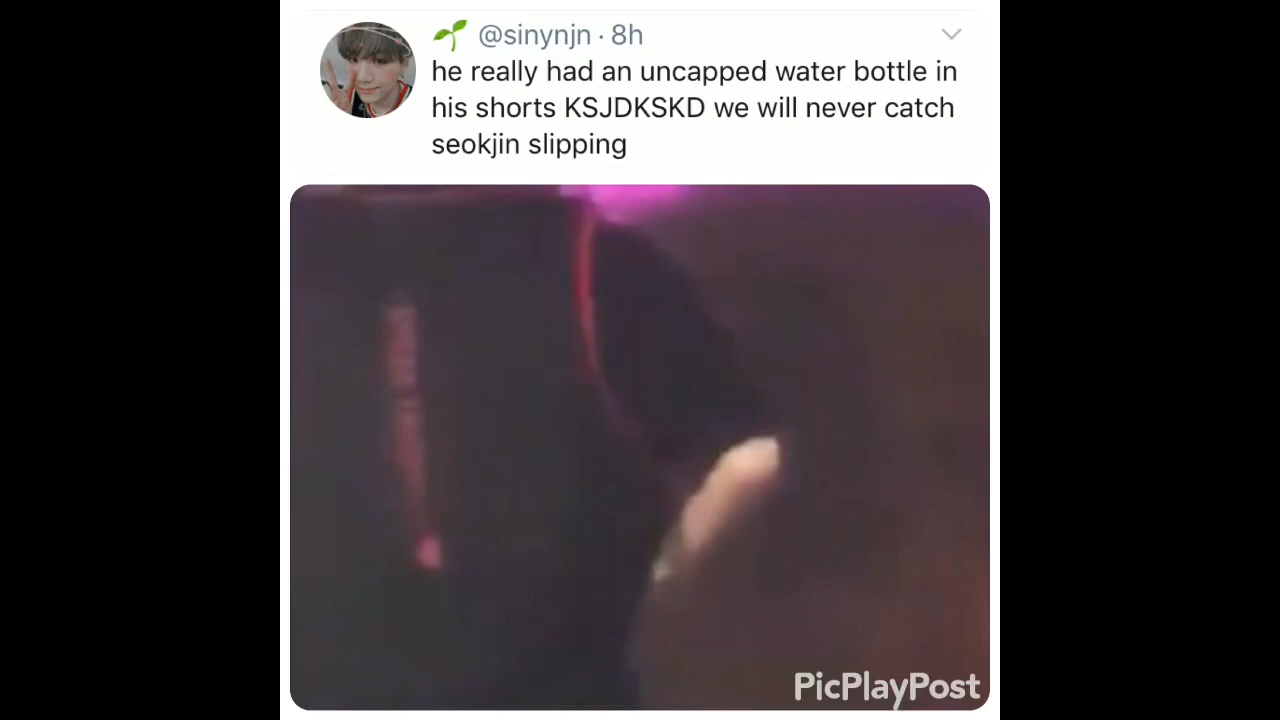 🌱 @sinynjn · 8h
he really had an uncapped water bottle in
his shorts KSJDKSKD we will never catch
seokjin slipping
PicPlayPost